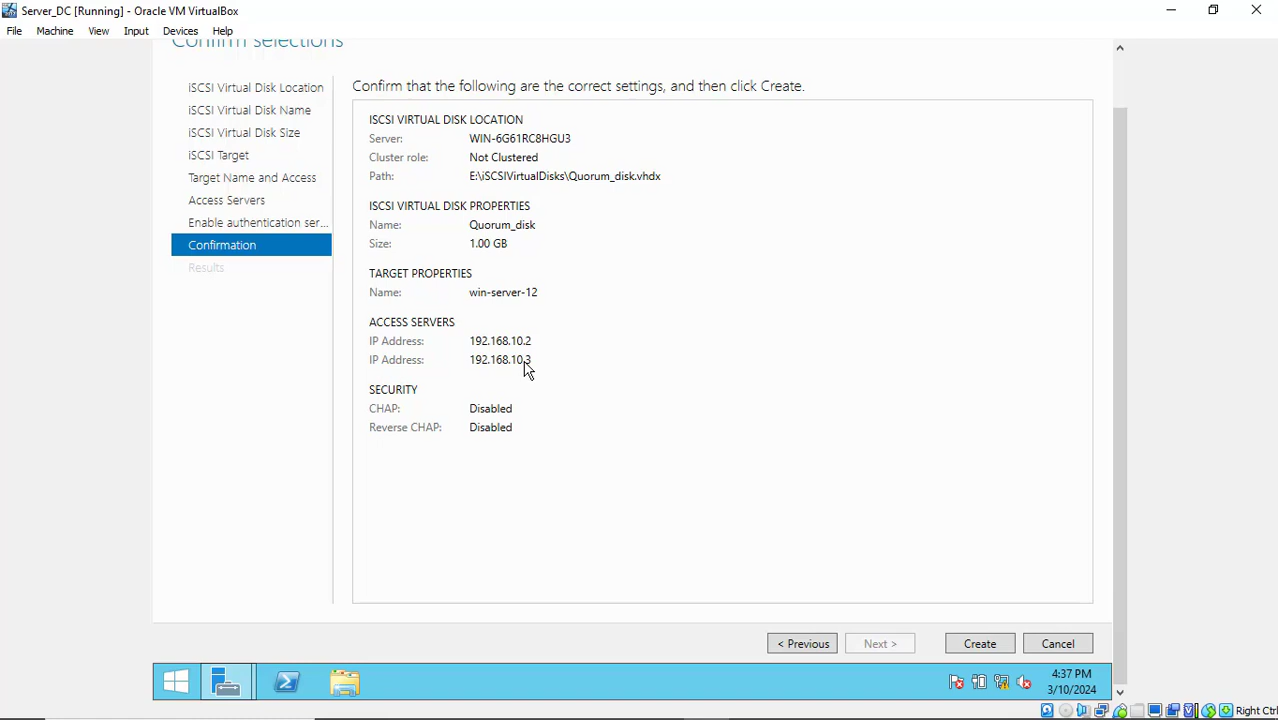 Server_DC [Running] - Oracle VM VirtualBox
File Machine View Input Devices Help
Confirm selections
iSCSI Virtual Disk Location
iSCSI Virtual Disk Name
iSCSI Virtual Disk Size
iSCSI Target
Target Name and Access
Access Servers
Enable authentication ser...
Confirmation
Results
Confirm that the following are the correct settings, and then click Create.
ISCSI VIRTUAL DISK LOCATION
Server: WIN-6G61RC8HGU3
Cluster role: Not Clustered
Path: E:\iSCSIVirtualDisks\Quorum_disk.vhdx
ISCSI VIRTUAL DISK PROPERTIES
Name: Quorum_disk
Size: 1.00 GB
TARGET PROPERTIES
Name: win-server-12
ACCESS SERVERS
IP Address: 192.168.10.2
IP Address: 192.168.10.3
SECURITY
CHAP: Disabled
Reverse CHAP: Disabled
< Previous Next > Create Cancel
4:37 PM
3/10/2024
Right Ctrl